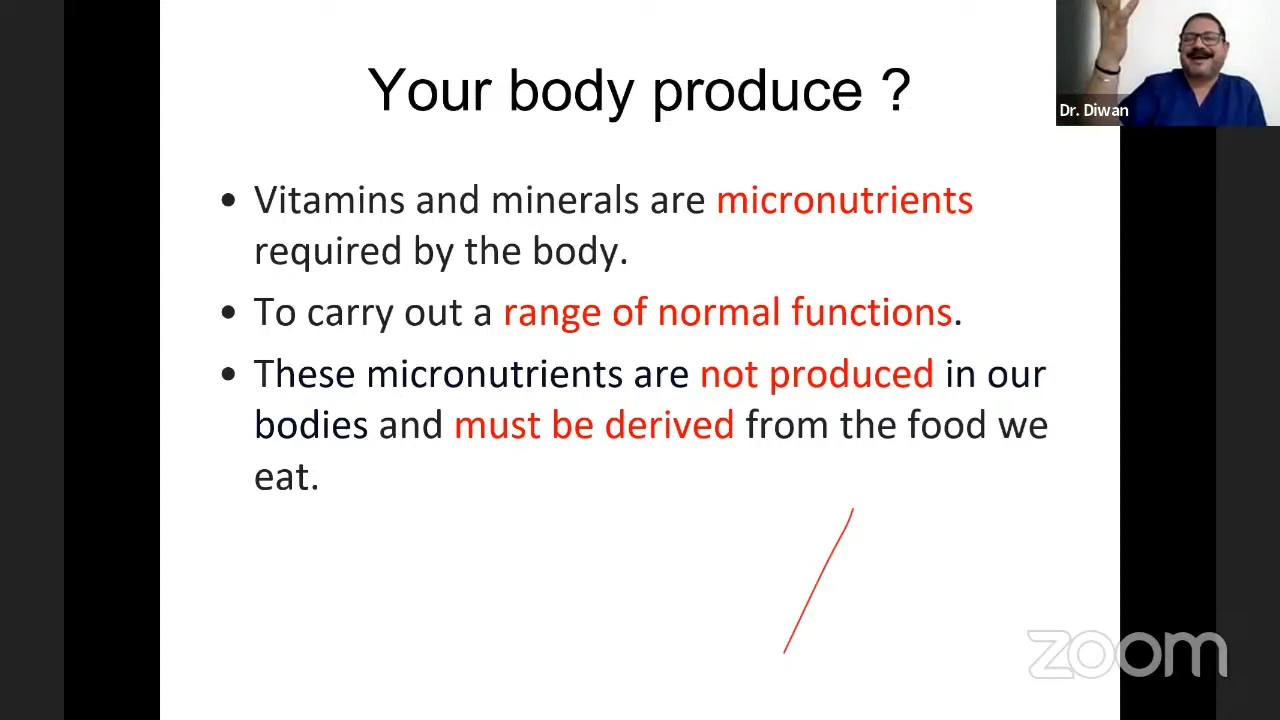 Your body produce ?
Dr. Diwan
• Vitamins and minerals are micronutrients
required by the body.
• To carry out a range of normal functions.
• These micronutrients are not produced in our
bodies and must be derived from the food we
eat.
zoom